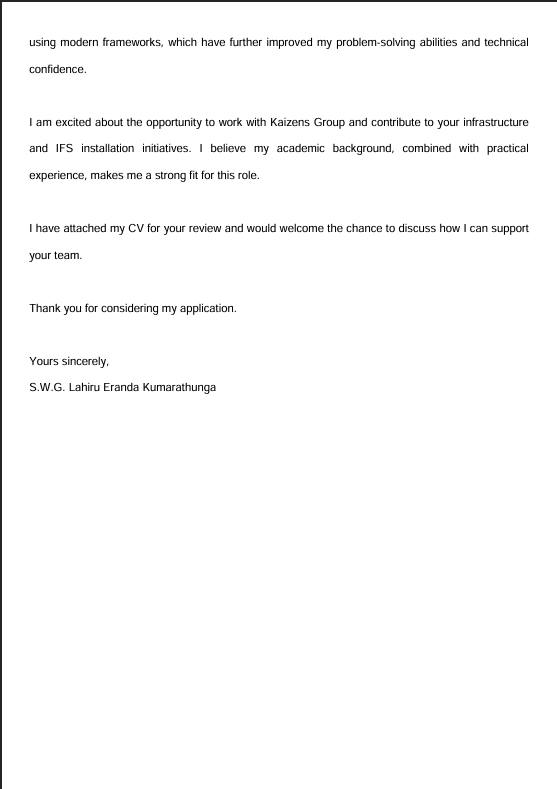 using modern frameworks, which have further improved my problem-solving abilities and technical
confidence.
I am excited about the opportunity to work with Kaizens Group and contribute to your infrastructure
and IFS installation initiatives. I believe my academic background, combined with practical
experience, makes me a strong fit for this role.
I have attached my CV for your review and would welcome the chance to discuss how I can support
your team.
Thank you for considering my application.
Yours sincerely,
S.W.G. Lahiru Eranda Kumarathunga